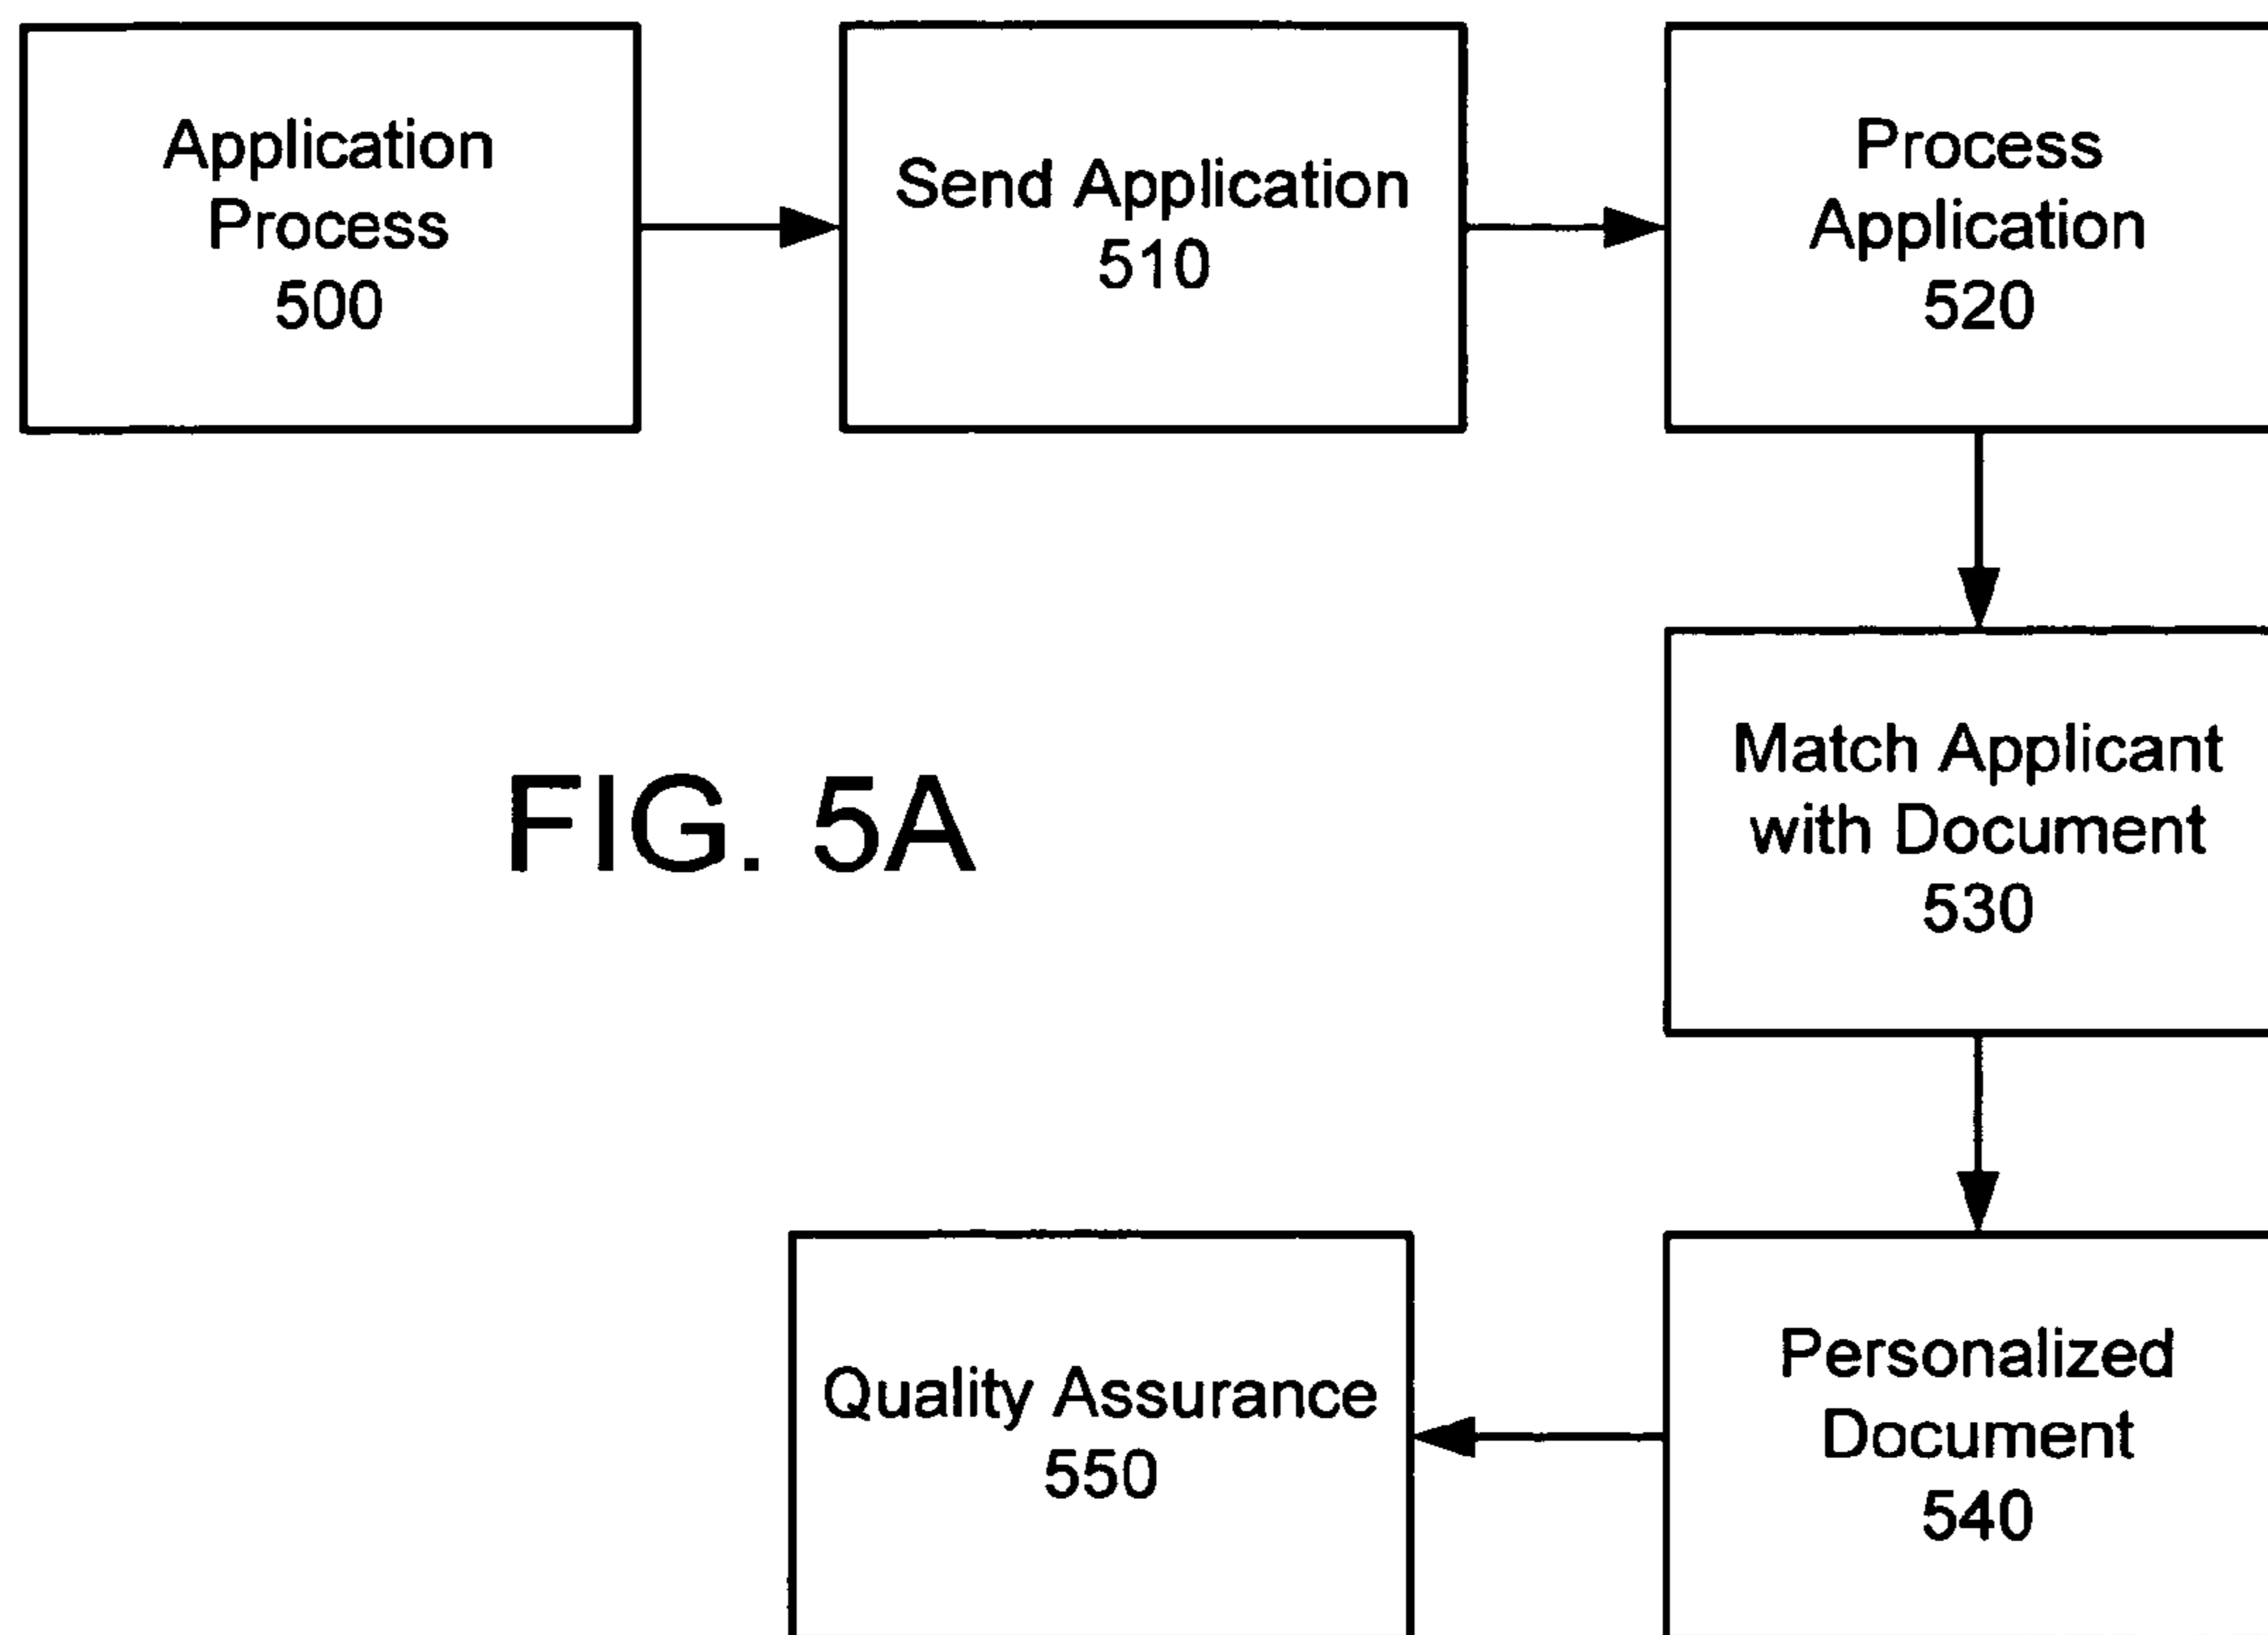 Application
Process
500
Send Application
510
Process
Application
520
Match Applicant
with Document
530
FIG. 5A
Personalized
Document
540
Quality Assurance
550